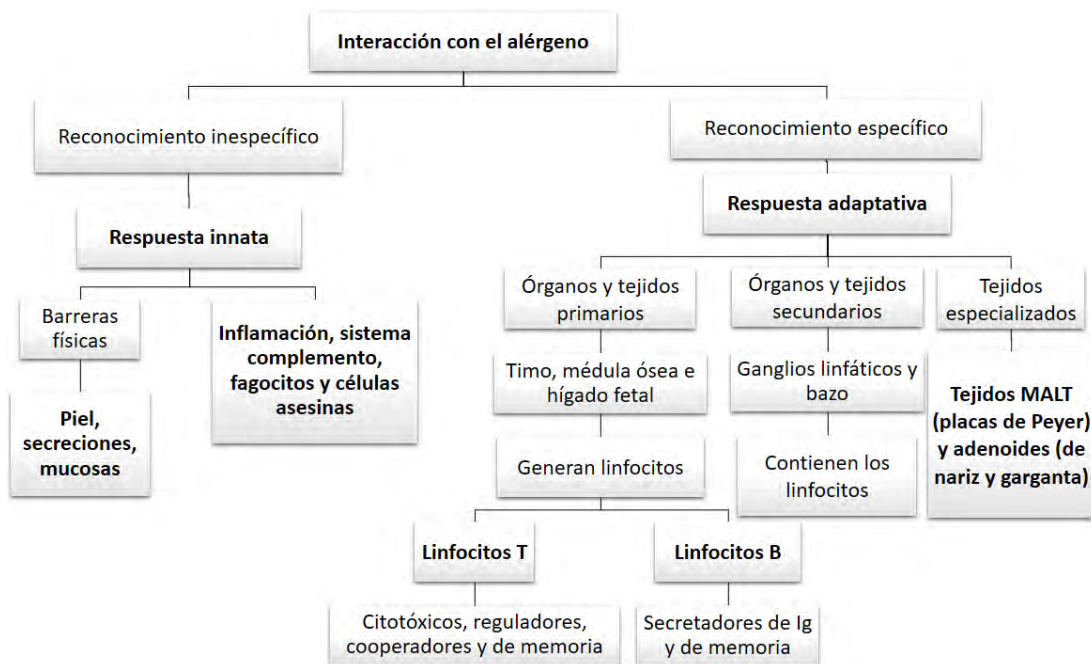 Interacción con el alérgeno
Reconocimiento inespecífico
Reconocimiento específico
Respuesta innata
Respuesta adaptativa
Barreras
físicas
Inflamación, sistema
complemento,
fagocitos y células
asesinas
Piel,
secreciones,
mucosas
Órganos y tejidos
primarios
Órganos y tejidos
secundarios
Tejidos
especializados
Timo, médula ósea e
hígado fetal
Ganglios linfáticos y
bazo
Tejidos MALT
(placas de Peyer)
y adenoides (de
nariz y garganta)
Generan linfocitos
Contienen los
linfocitos
Linfocitos T
Linfocitos B
Citotóxicos, reguladores,
cooperadores y de memoria
Secretadores de Ig
y de memoria